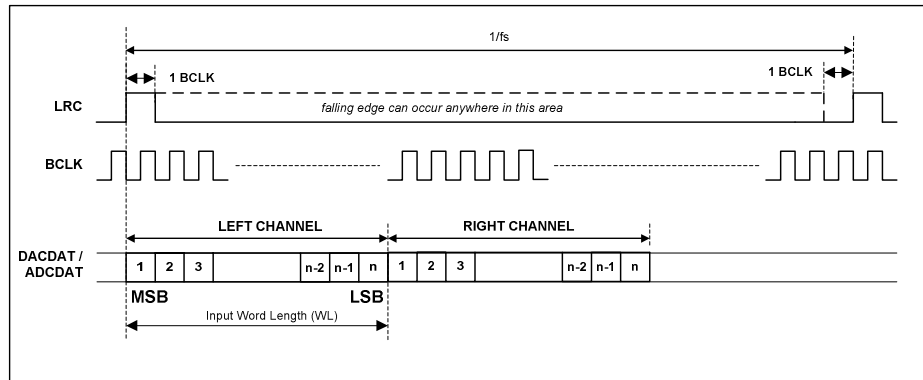 1/fs
1 BCLK
1 BCLK
LRC
falling edge can occur anywhere in this area
BCLK
LEFT CHANNEL
RIGHT CHANNEL
DACDAT /
ADCDAT
1 2 3 n-2 n-1 n 1 2 3 n-2 n-1 n
MSB
LSB
Input Word Length (WL)